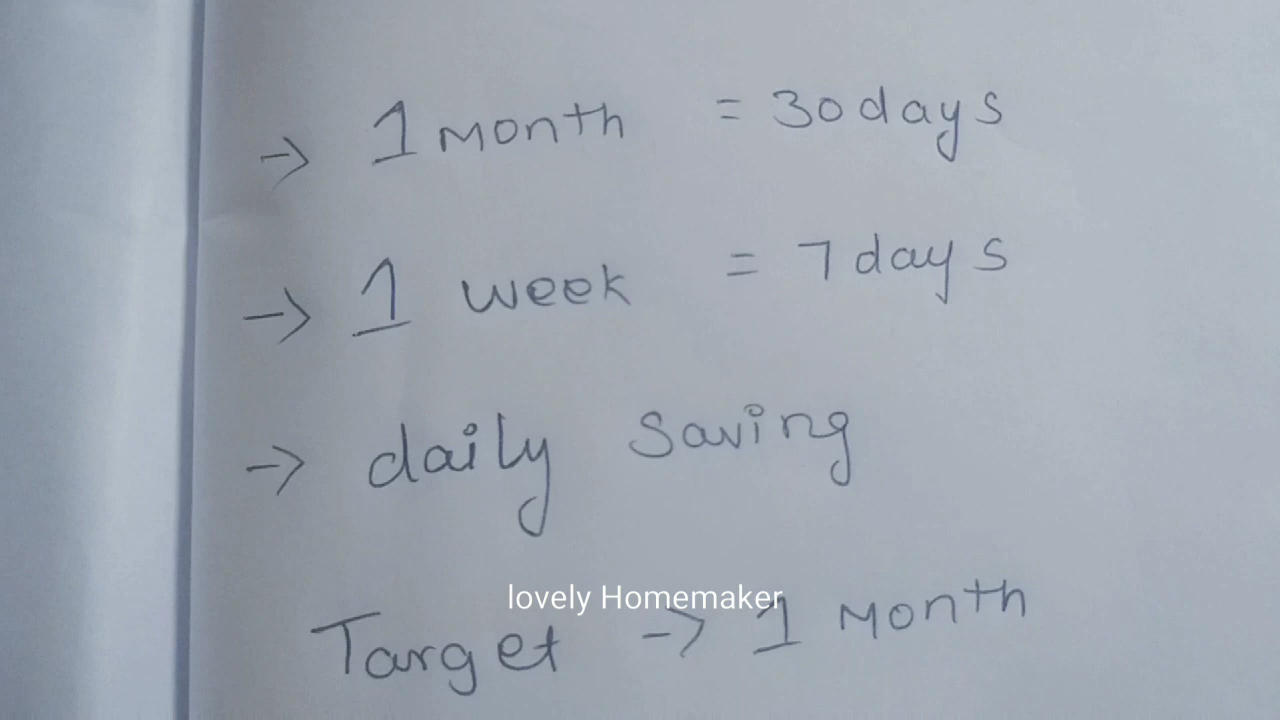 → 1 month = 30 days
→ 1 week = 7 days
→ daily saving
lovely Homemaker
Target → 1 month